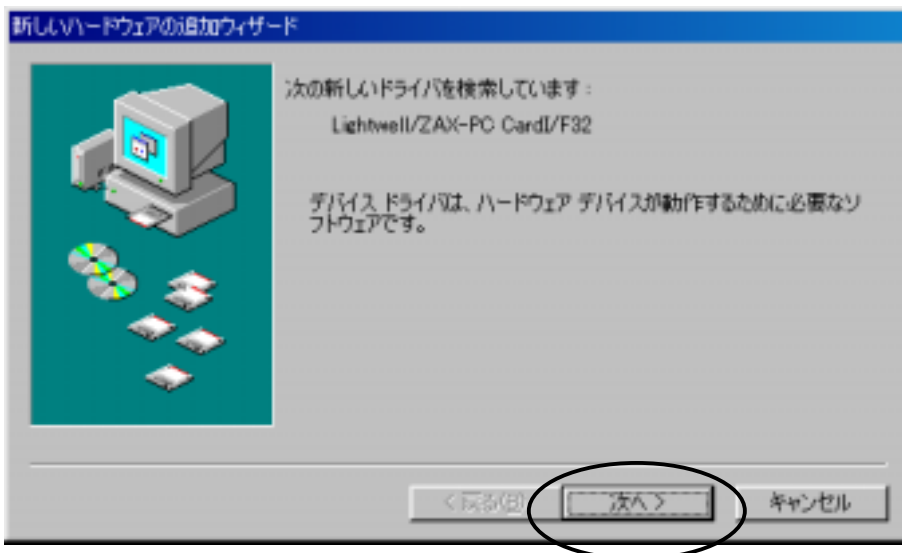 新しいハードウェアの追加ウィザード
次の新しいドライバを検索しています:
Lightwell/ZAX-PC CardI/F32
デバイス ドライバは、ハードウェア デバイスが動作するために必要なソ
フトウェアです。
< 戻る(B)
次へ >
キャンセル